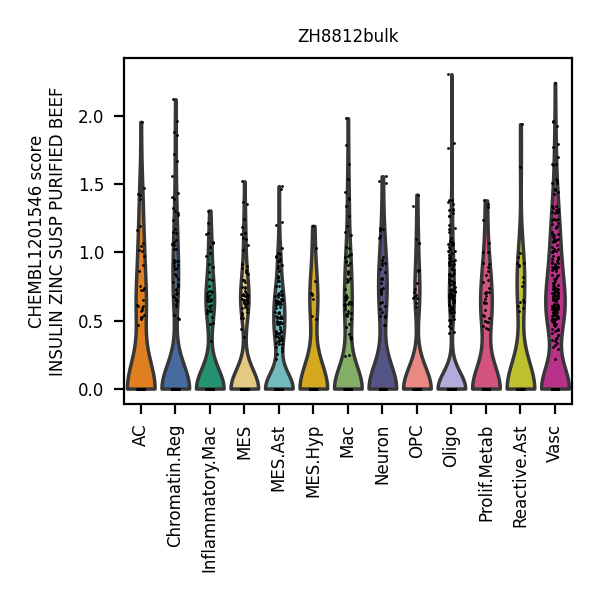 ZH8812bulk
CHEMBL1201546 score
INSULIN ZINC SUSP PURIFIED BEEF
2.0
1.5
1.0
0.5
0.0
AC
Chromatin.Reg
Inflammatory.Mac
MES
MES.Ast
MES.Hyp
Mac
Neuron
OPC
Oligo
Prolif.Metab
Reactive.Ast
Vasc